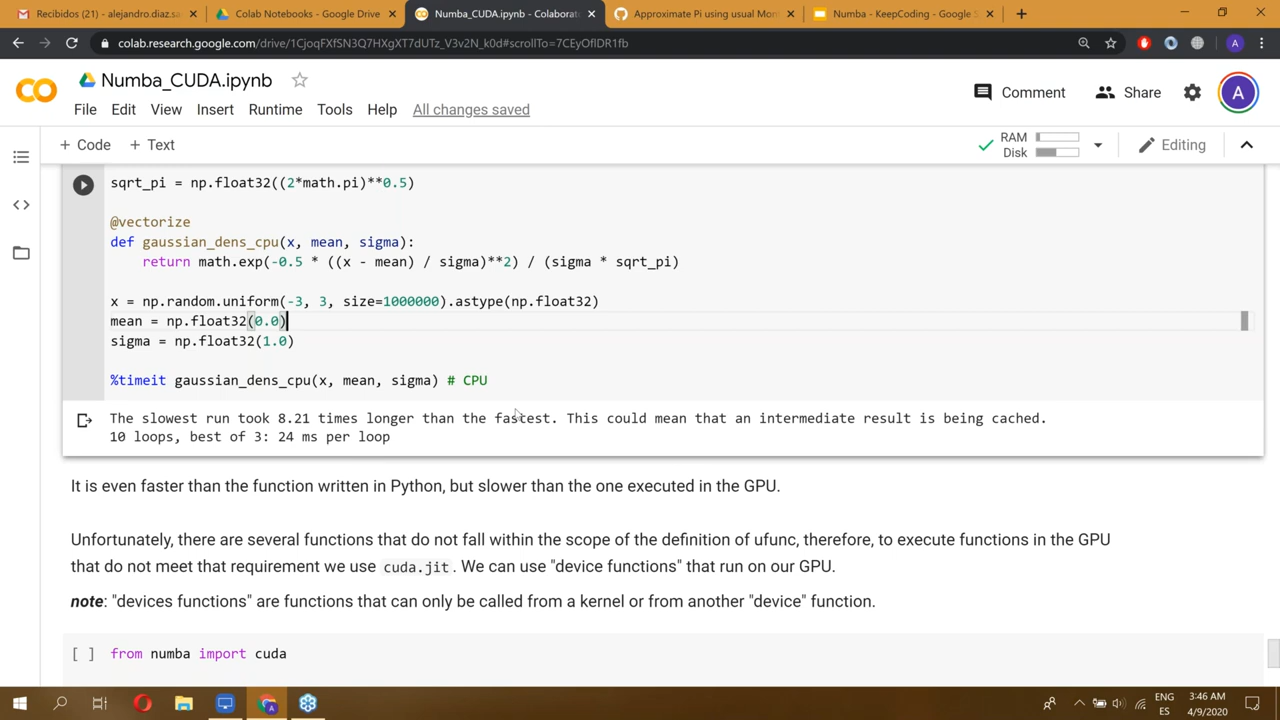 Recibidos (21) - alejandro.diaz.sa
Colab Notebooks - Google Drive
Numba_CUDA.ipynb - Colaborat
Approximate Pi using usual Mon
Numba - KeepCoding - Google S
colab.research.google.com/drive/1CjoqFXfSN3Q7HXgXT7dUTz_V3v2N_k0d#scrollTo=7CEyOflDR1fb
A
Numba_CUDA.ipynb
Comment
Share
A
File Edit View Insert Runtime Tools Help All changes saved
+ Code + Text
RAM
Disk
Editing
sqrt_pi = np.float32((2*math.pi)**0.5)
@vectorize
def gaussian_dens_cpu(x, mean, sigma):
return math.exp(-0.5 * ((x - mean) / sigma)**2) / (sigma * sqrt_pi)
x = np.random.uniform(-3, 3, size=1000000).astype(np.float32)
mean = np.float32(0.0)
sigma = np.float32(1.0)
%timeit gaussian_dens_cpu(x, mean, sigma) # CPU
The slowest run took 8.21 times longer than the fastest. This could mean that an intermediate result is being cached.
10 loops, best of 3: 24 ms per loop
It is even faster than the function written in Python, but slower than the one executed in the GPU.
Unfortunately, there are several functions that do not fall within the scope of the definition of ufunc, therefore, to execute functions in the GPU
that do not meet that requirement we use cuda.jit. We can use "device functions" that run on our GPU.
note: "devices functions" are functions that can only be called from a kernel or from another "device" function.
[ ] from numba import cuda
ENG
ES
3:46 AM
4/9/2020